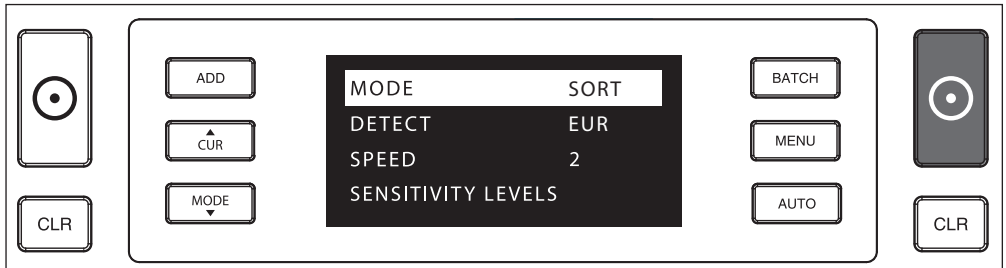 ADD
▲
CUR
MODE
▼
MODE SORT
DETECT EUR
SPEED 2
SENSITIVITY LEVELS
BATCH
MENU
AUTO
CLR
CLR